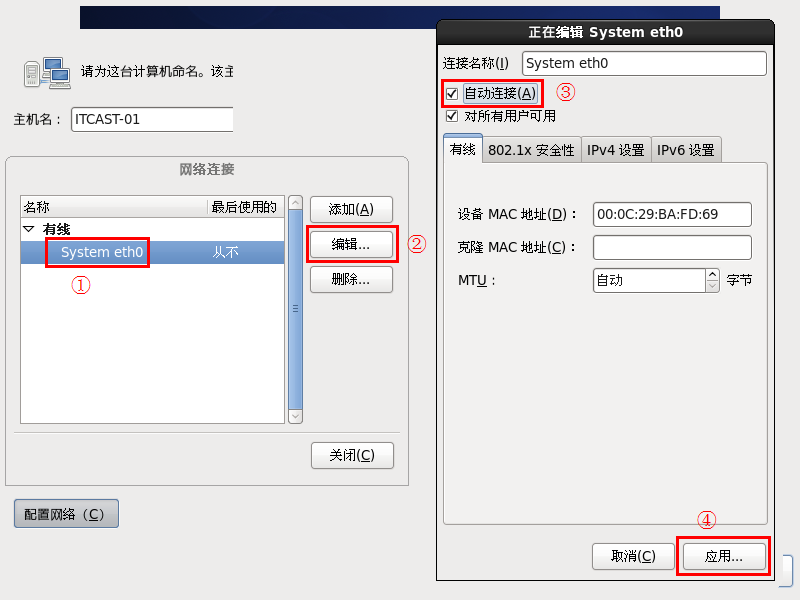 请为这台计算机命名。该主
主机名： ITCAST-01
网络连接
名称 最后使用的
有线
System eth0 从不
①
添加(A)
编辑... ②
删除...
关闭(C)
配置网络（C）
正在编辑 System eth0
连接名称(I) System eth0
自动连接(A) ③
对所有用户可用
有线 802.1x 安全性 IPv4 设置 IPv6 设置
设备 MAC 地址(D)： 00:0C:29:BA:FD:69
克隆 MAC 地址(C)：
MTU： 自动 字节
④
取消(C) 应用...